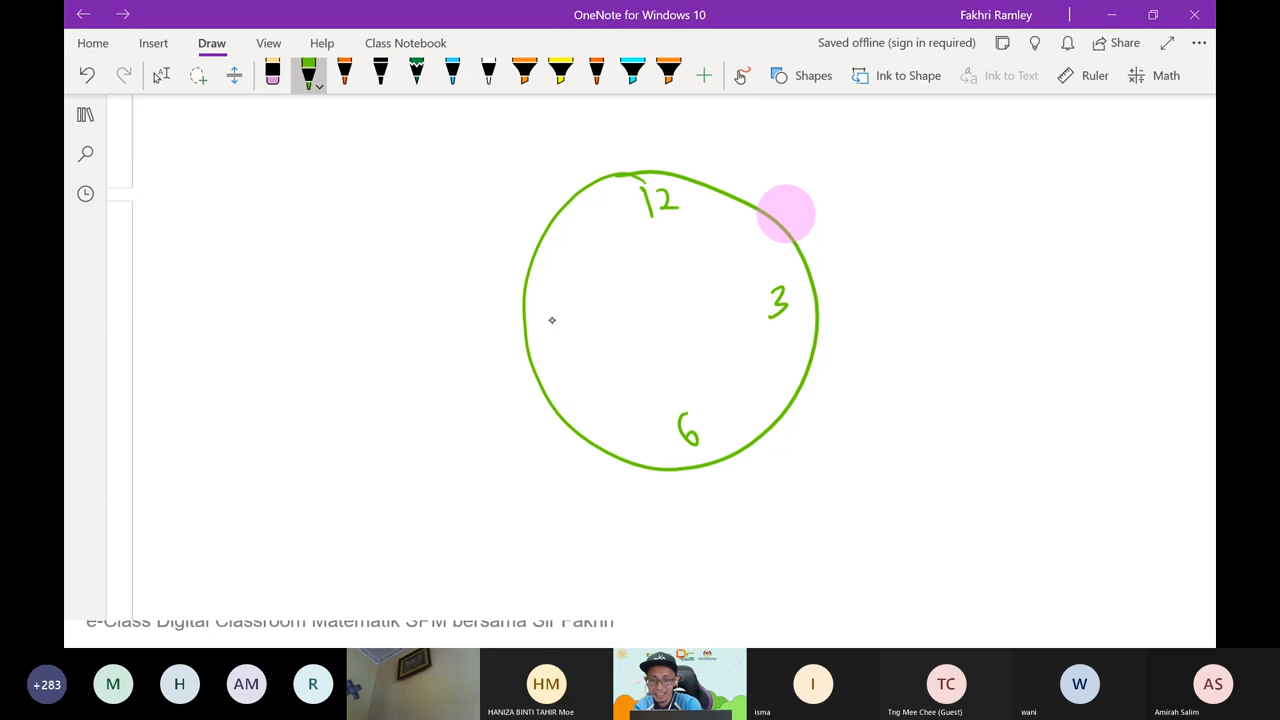 OneNote for Windows 10
Fakhri Ramley
Home Insert Draw View Help Class Notebook
Saved offline (sign in required)
Share
Shapes
Ink to Shape
Ink to Text
Ruler
Math
12
3
6
e-Class Digital Classroom Matematik SPM bersama Sir Fakhri
+283
M
H
AM
R
HM
I
TC
W
AS
HANIZA BINTI TAHIR Moe
isma
Tng Mee Chee (Guest)
wani
Amirah Salim